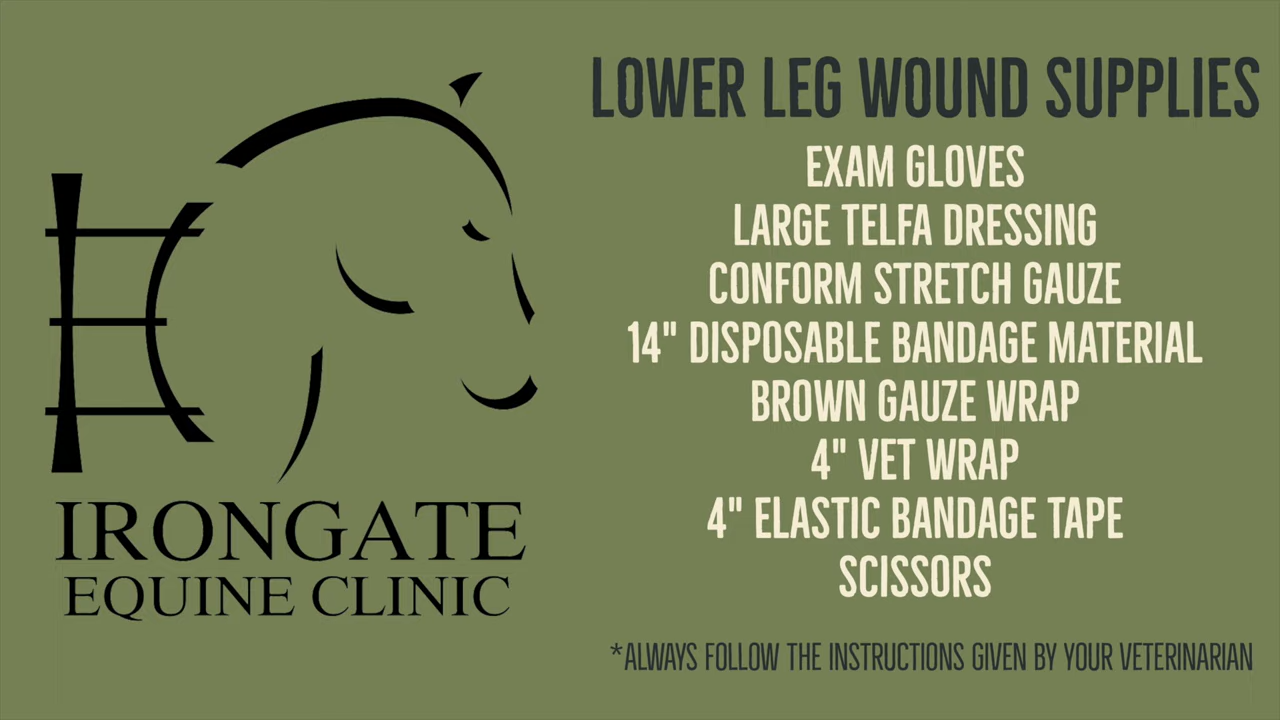 LOWER LEG WOUND SUPPLIES
EXAM GLOVES
LARGE TELFA DRESSING
CONFORM STRETCH GAUZE
14" DISPOSABLE BANDAGE MATERIAL
BROWN GAUZE WRAP
4" VET WRAP
4" ELASTIC BANDAGE TAPE
SCISSORS
*ALWAYS FOLLOW THE INSTRUCTIONS GIVEN BY YOUR VETERINARIAN
IRONGATE
EQUINE CLINIC